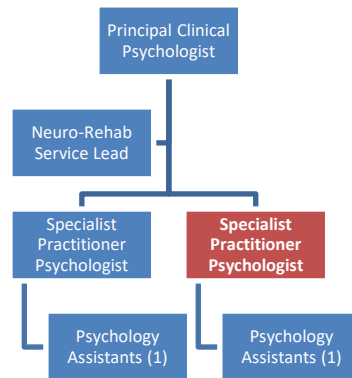 Principal Clinical
Psychologist
Neuro-Rehab
Service Lead
Specialist
Practitioner
Psychologist
Specialist
Practitioner
Psychologist
Psychology
Assistants (1)
Psychology
Assistants (1)